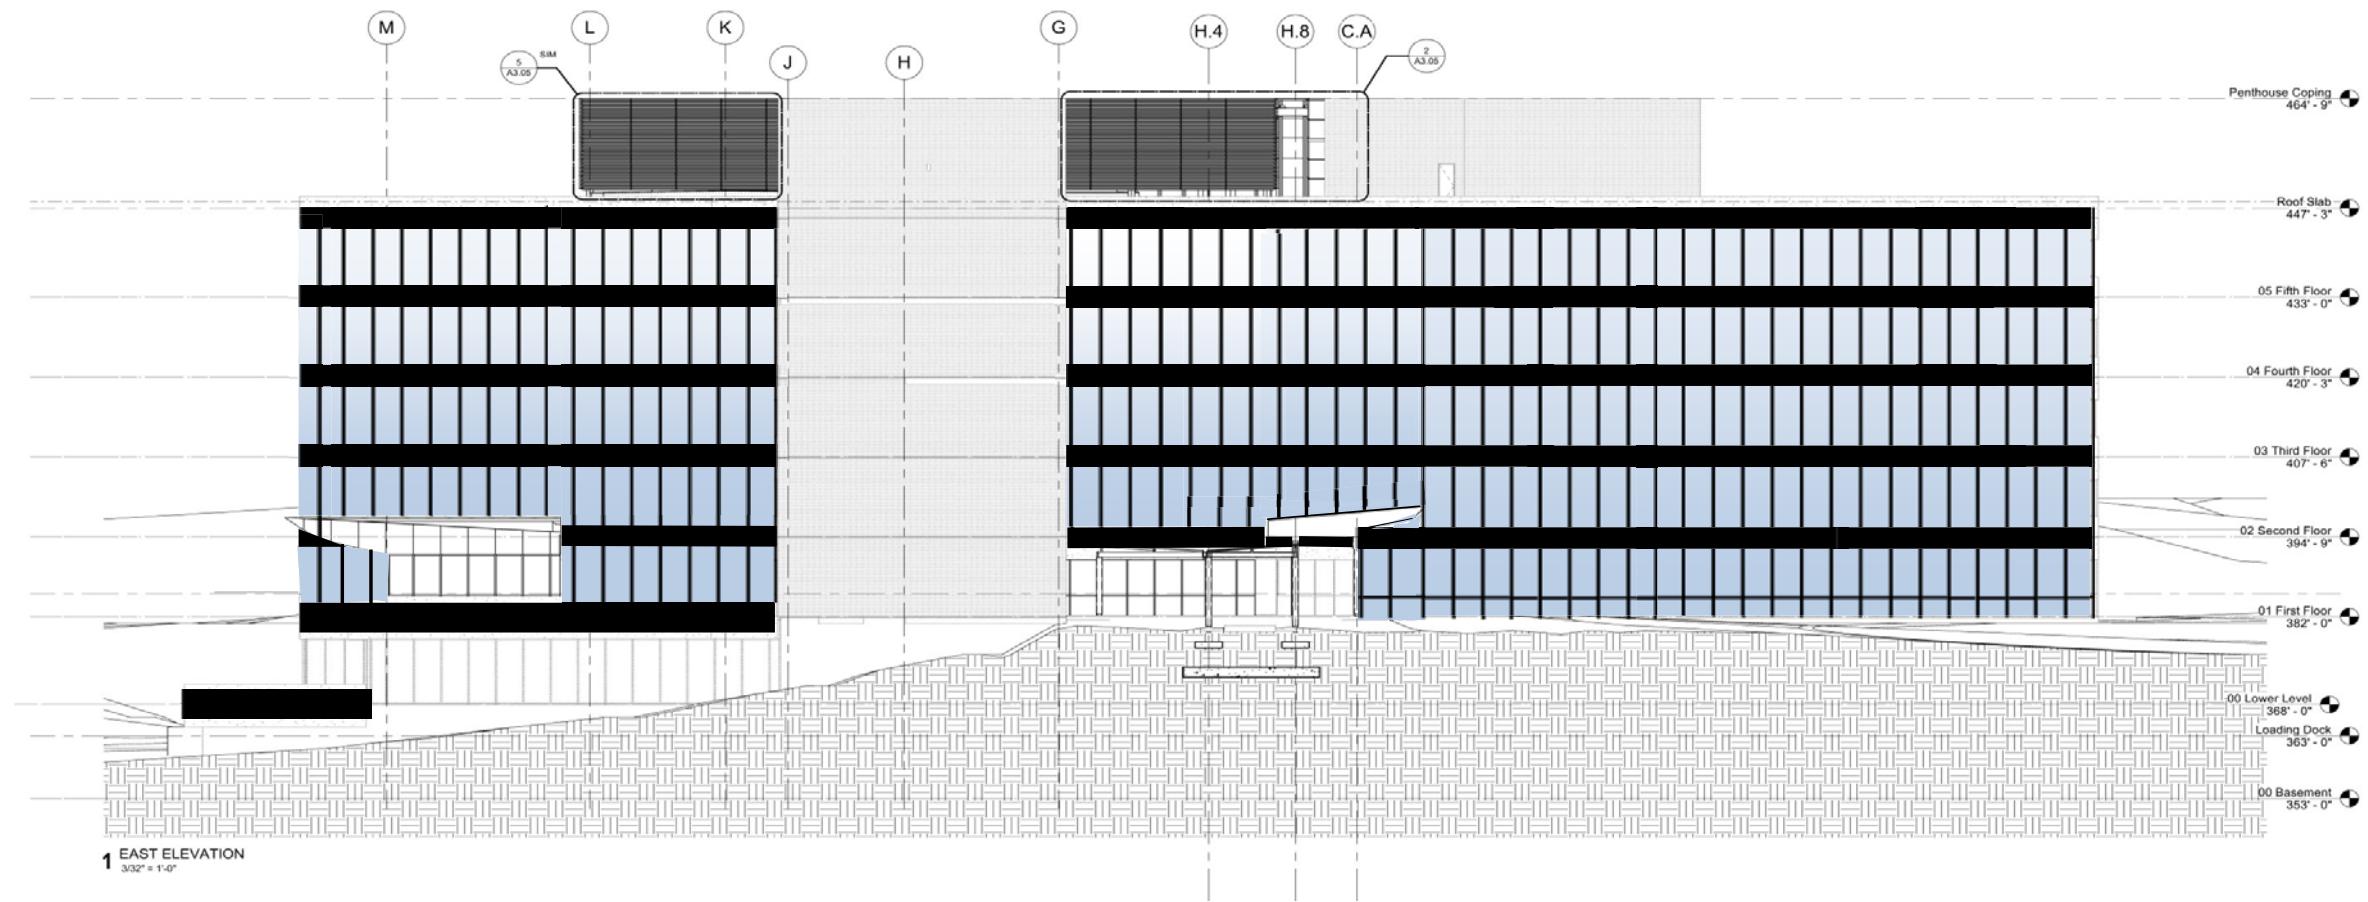 M
L
K
G
H.4
H.8
C.A
J
H
5
A3.05
SIM
2
A3.05
Penthouse Coping
464' - 9"
Roof Slab
447' - 3"
05 Fifth Floor
433' - 0"
04 Fourth Floor
420' - 3"
03 Third Floor
407' - 6"
02 Second Floor
394' - 9"
01 First Floor
382' - 0"
00 Lower Level
368' - 0"
Loading Dock
363' - 0"
00 Basement
353' - 0"
1 EAST ELEVATION
3/32" = 1'-0"